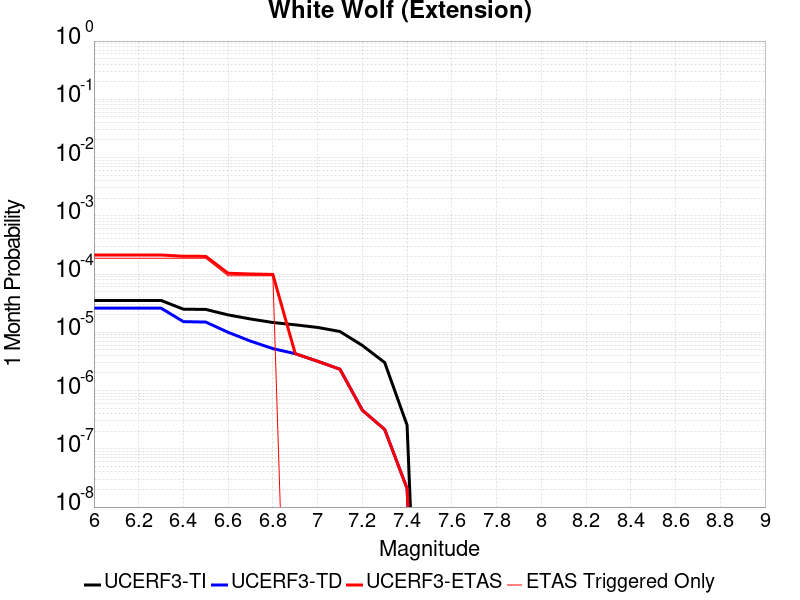 White Wolf (Extension)
1 Month Probability
10^0
10^-1
10^-2
10^-3
10^-4
10^-5
10^-6
10^-7
10^-8
6 6.2 6.4 6.6 6.8 7 7.2 7.4 7.6 7.8 8 8.2 8.4 8.6 8.8 9
Magnitude
UCERF3-TI UCERF3-TD UCERF3-ETAS ETAS Triggered Only